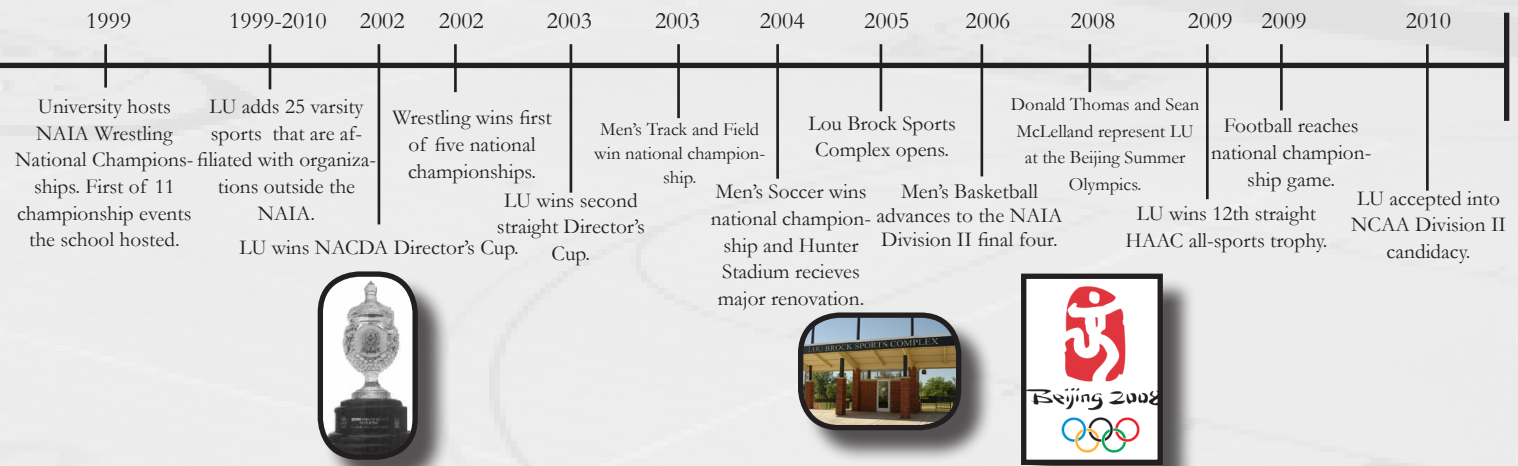 1999
1999-2010
2002
2002
2003
2003
2004
2005
2006
2008
2009
2009
2010
University hosts
NAIA Wrestling
National Champion-
ships. First of 11
championship events
the school hosted.
LU adds 25 varsity
sports that are af-
filiated with organiza-
tions outside the
NAIA.
LU wins NACDA Director's Cup.
Wrestling wins first
of five national
championships.
LU wins second
straight Director's
Cup.
Men's Track and Field
win national champion-
ship.
Men's Soccer wins
national champion-
ship and Hunter
Stadium recieves
major renovation.
Lou Brock Sports
Complex opens.
Men's Basketball
advances to the NAIA
Division II final four.
Donald Thomas and Sean
McLelland represent LU
at the Beijing Summer
Olympics.
LU wins 12th straight
HAAC all-sports trophy.
Football reaches
national champion-
ship game.
LU accepted into
NCAA Division II
candidacy.
LOU BROCK SPORTS COMPLEX
Beijing 2008